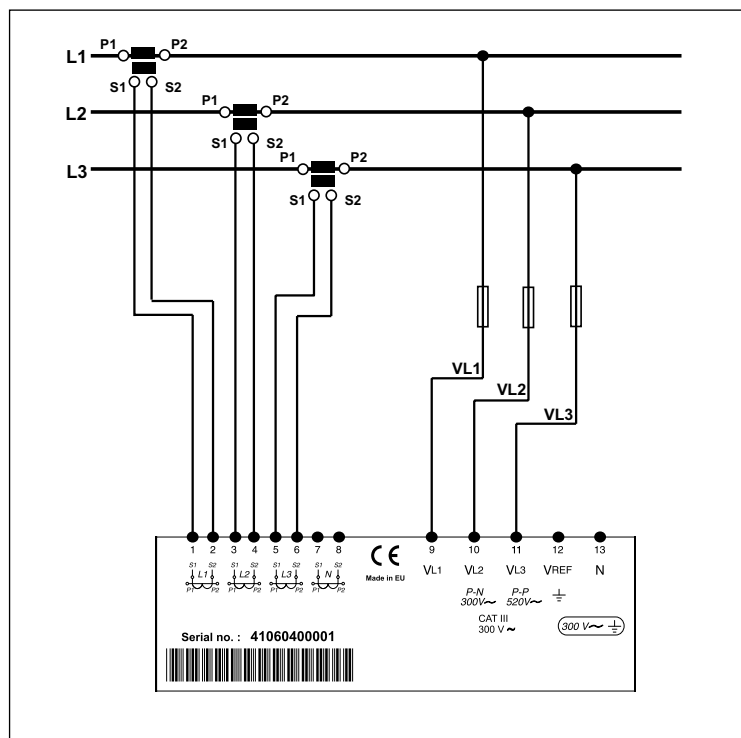 L1 P1 P2
S1 S2
L2 P1 P2
S1 S2
L3 P1 P2
S1 S2
VL1
VL2
VL3
1 2 3 4 5 6 7 8 9 10 11 12 13
S1 S2 S1 S2 S1 S2 S1 S2
L1 L2 L3 N
P1 P2 P1 P2 P1 P2 P1 P2
CE
Made in EU
VL1 VL2 VL3 VREF N
P-N P-P
300V~ 520V~
CAT III
300 V ~
300 V~
Serial no. : 41060400001